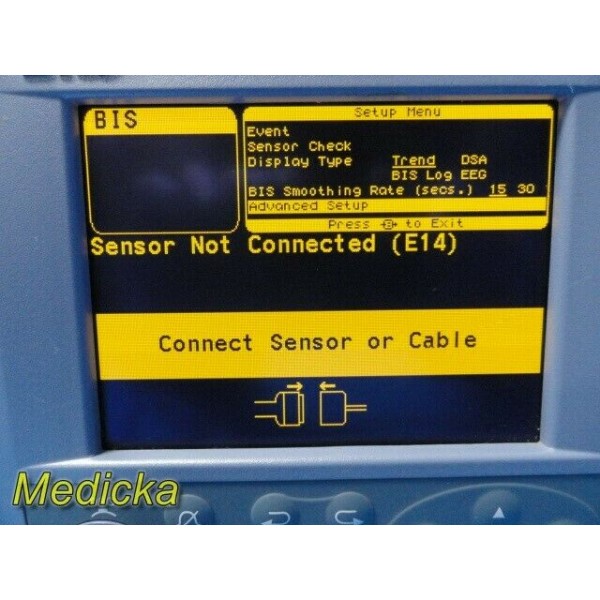 BIS
Setup Menu
Event
Sensor Check
Display Type Trend DSA
BIS Log EEG
BIS Smoothing Rate (secs.) 15 30
Advanced Setup
Press to Exit
Sensor Not Connected (E14)
Connect Sensor or Cable
Medicka